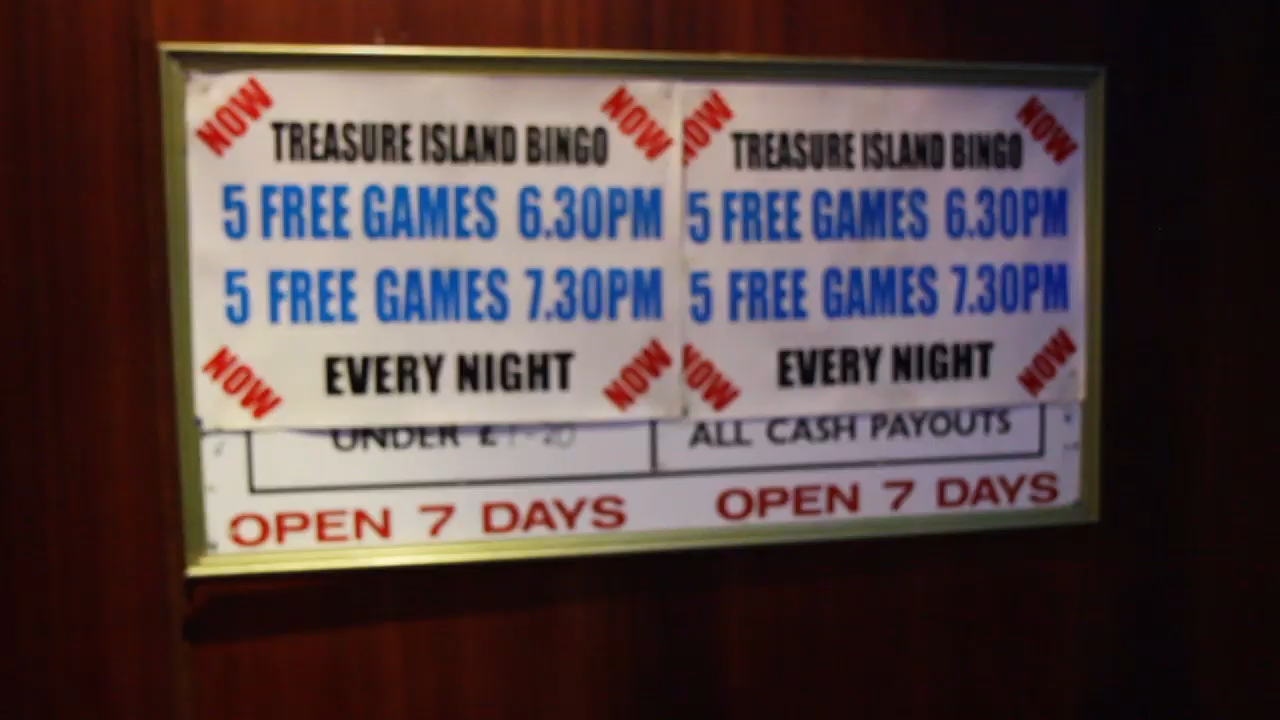 NOW NOW
TREASURE ISLAND BINGO
5 FREE GAMES 6.30PM
5 FREE GAMES 7.30PM
EVERY NIGHT
NOW NOW
NOW NOW
TREASURE ISLAND BINGO
5 FREE GAMES 6.30PM
5 FREE GAMES 7.30PM
EVERY NIGHT
NOW NOW
UNDER
ALL CASH PAYOUTS
OPEN 7 DAYS
OPEN 7 DAYS